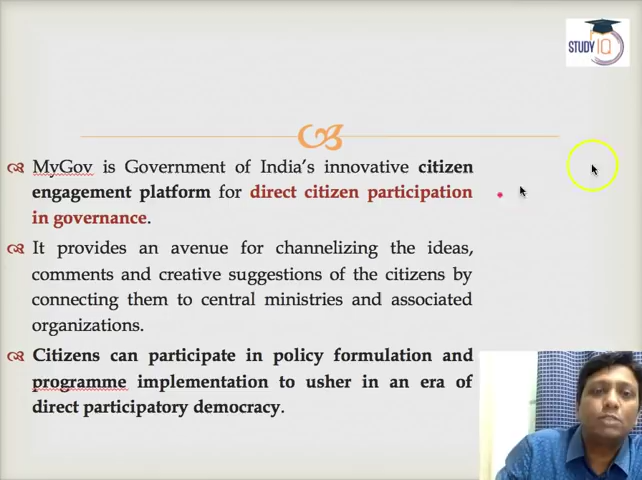 STUDY IQ
MyGov is Government of India's innovative citizen
engagement platform for direct citizen participation
in governance.
It provides an avenue for channelizing the ideas,
comments and creative suggestions of the citizens by
connecting them to central ministries and associated
organizations.
Citizens can participate in policy formulation and
programme implementation to usher in an era of
direct participatory democracy.